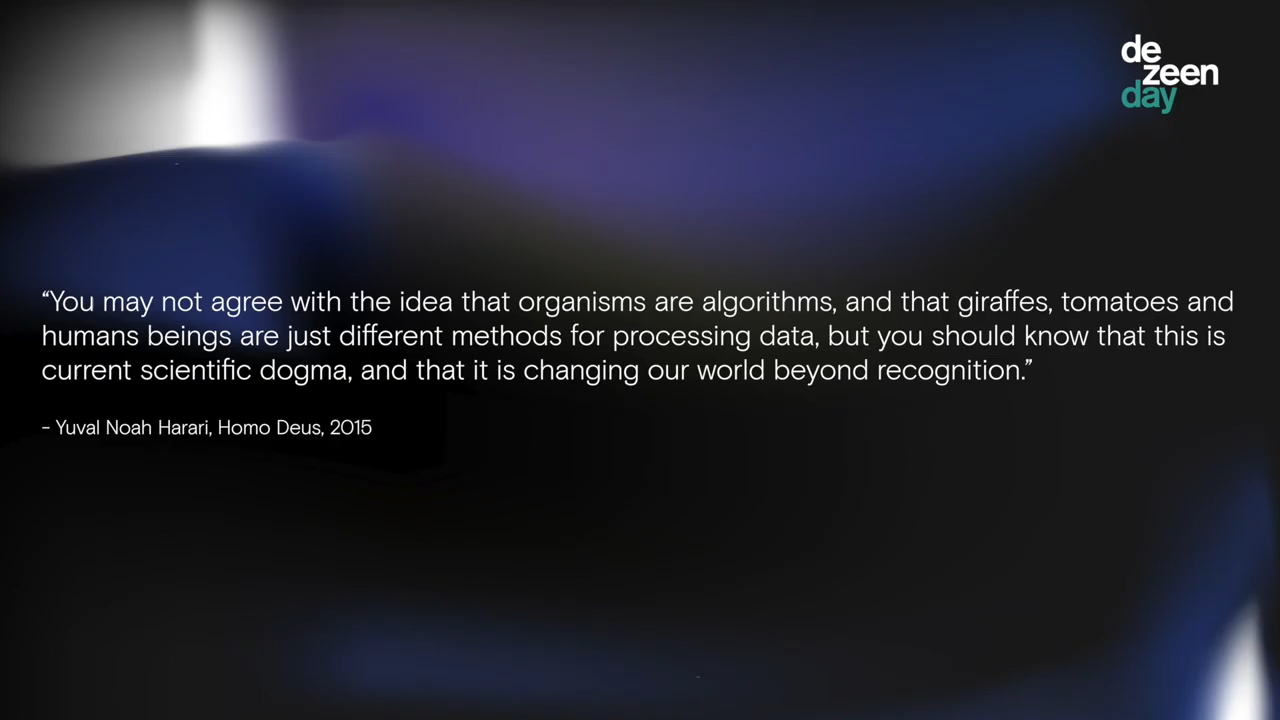 de
zeen
day
“You may not agree with the idea that organisms are algorithms, and that giraffes, tomatoes and
humans beings are just different methods for processing data, but you should know that this is
current scientific dogma, and that it is changing our world beyond recognition.”
- Yuval Noah Harari, Homo Deus, 2015